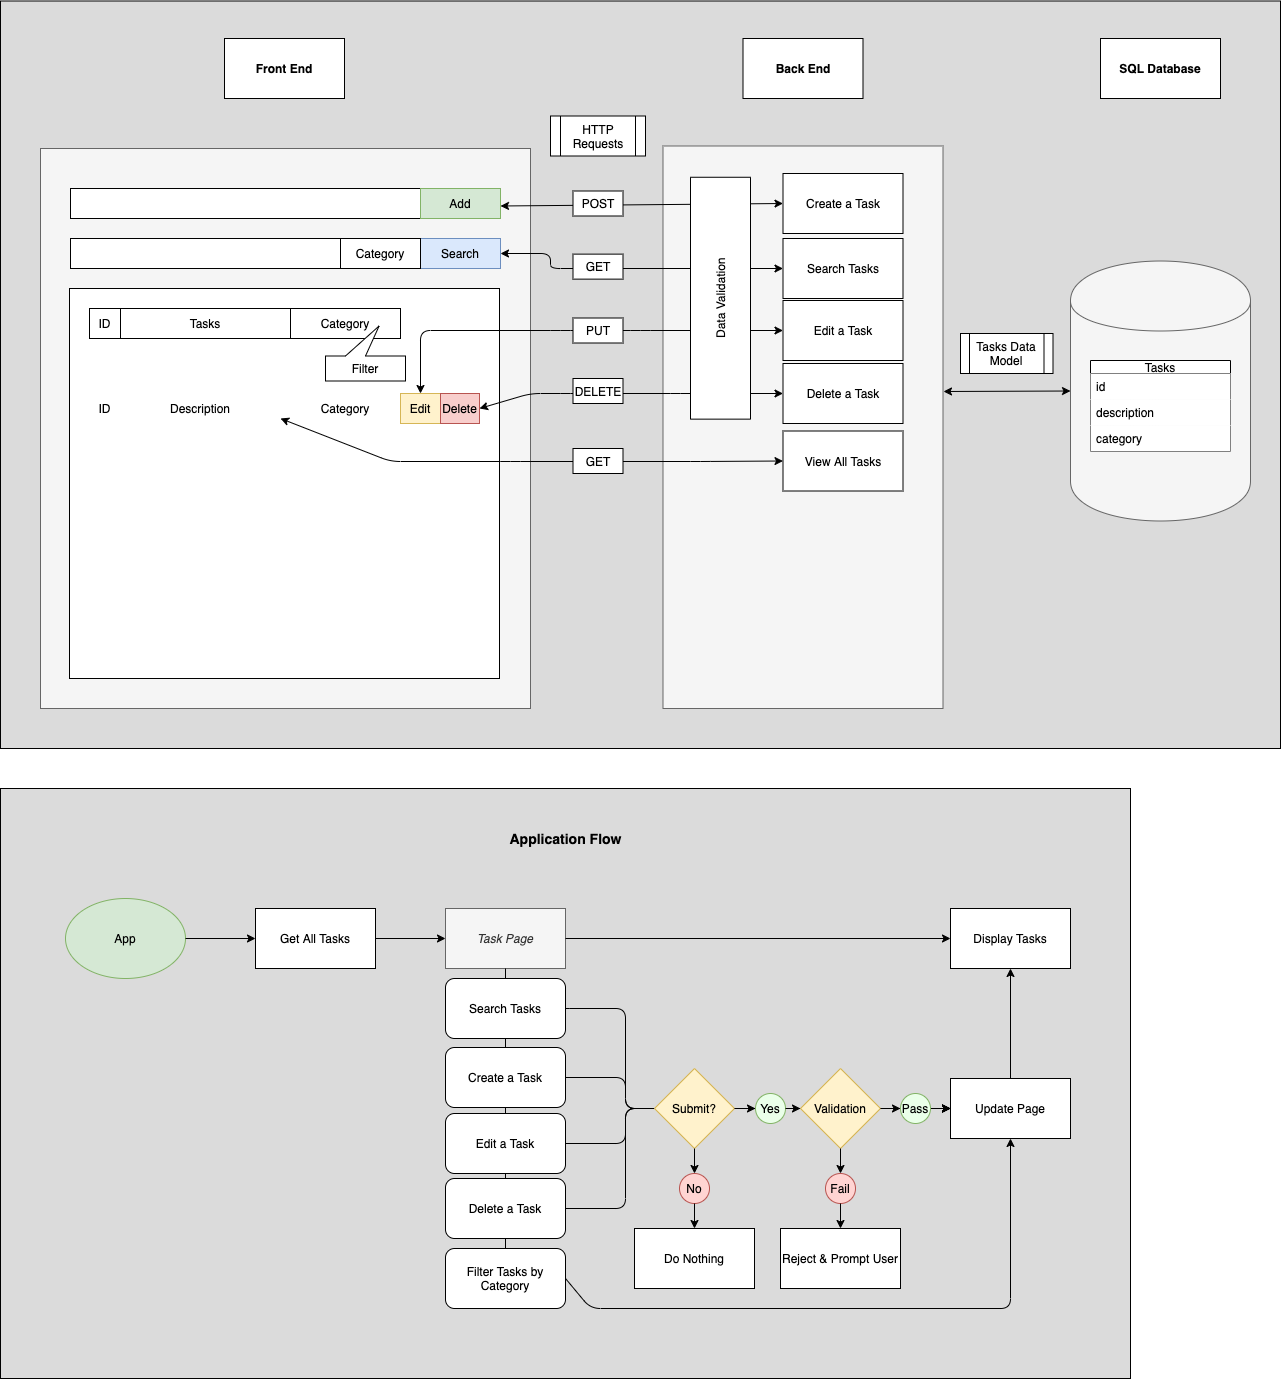 Front End
Back End
SQL Database
HTTP
Requests
Add
POST
Create a Task
Category
Search
GET
Search Tasks
Data Validation
ID
Tasks
Category
PUT
Edit a Task
Filter
Tasks Data
Model
Tasks
id
description
category
ID
Description
Category
Edit
Delete
DELETE
Delete a Task
GET
View All Tasks
Application Flow
App
Get All Tasks
Task Page
Display Tasks
Search Tasks
Create a Task
Submit?
Yes
Validation
Pass
Update Page
Edit a Task
No
Fail
Delete a Task
Do Nothing
Reject & Prompt User
Filter Tasks by
Category